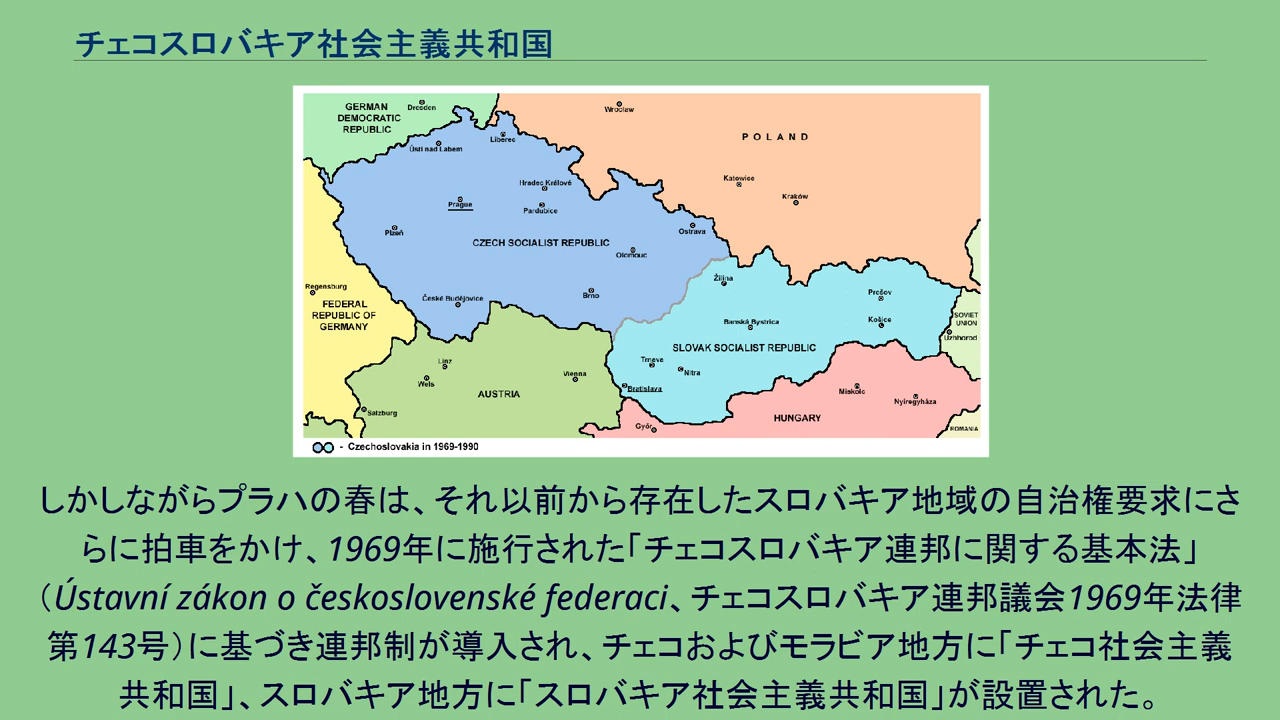 チェコスロバキア社会主義共和国
GERMAN
DEMOCRATIC
REPUBLIC
Dresden
Wrocław
POLAND
Liberec
Ústí nad Labem
Katowice
Hradec Králové
Kraków
Prague
Pardubice
Plzeň
Ostrava
CZECH SOCIALIST REPUBLIC
Olomouc
Žilina
Regensburg
Brno
Prešov
České Budějovice
FEDERAL
REPUBLIC OF
GERMANY
SOVIET
UNION
Banská Bystrica
Košice
Uzhhorod
SLOVAK SOCIALIST REPUBLIC
Linz
Trneve
Nitra
Vienna
Wels
Bratislava
AUSTRIA
Miskolc
Nyiregyháza
Salzburg
HUNGARY
Győr
ROMANIA
- Czechoslovakia in 1969-1990
しかしながらプラハの春は、それ以前から存在したスロバキア地域の自治権要求にさ
らに拍車をかけ、1969年に施行された「チェコスロバキア連邦に関する基本法」
（Ústavní zákon o československé federaci、チェコスロバキア連邦議会1969年法律
第143号）に基づき連邦制が導入され、チェコおよびモラビア地方に「チェコ社会主義
共和国」、スロバキア地方に「スロバキア社会主義共和国」が設置された。